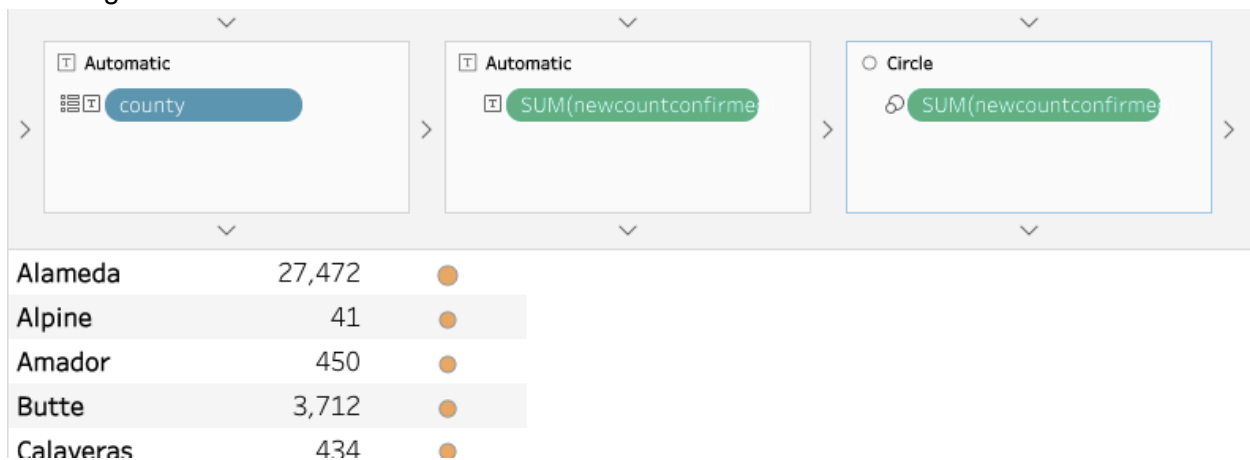 Automatic
county
Automatic
SUM(newcountconfirme
Circle
SUM(newcountconfirme
Alameda 27,472
Alpine 41
Amador 450
Butte 3,712
Calaveras 434